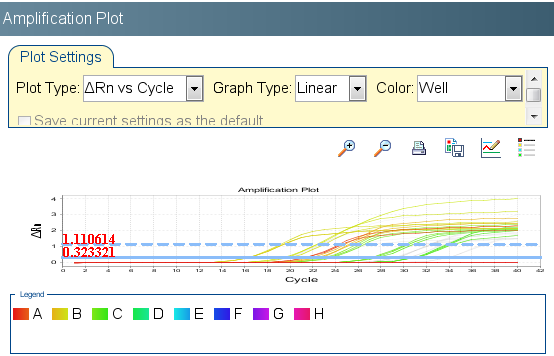 Amplification Plot
Plot Settings
Plot Type: ΔRn vs Cycle Graph Type: Linear Color: Well
Save current settings as the default
Amplification Plot
4
3
2
1
0
ΔRn
1.110614
0.323321
0 2 4 6 8 10 12 14 16 18 20 22 24 26 28 30 32 34 36 38 40 42
Cycle
Legend
A B C D E F G H